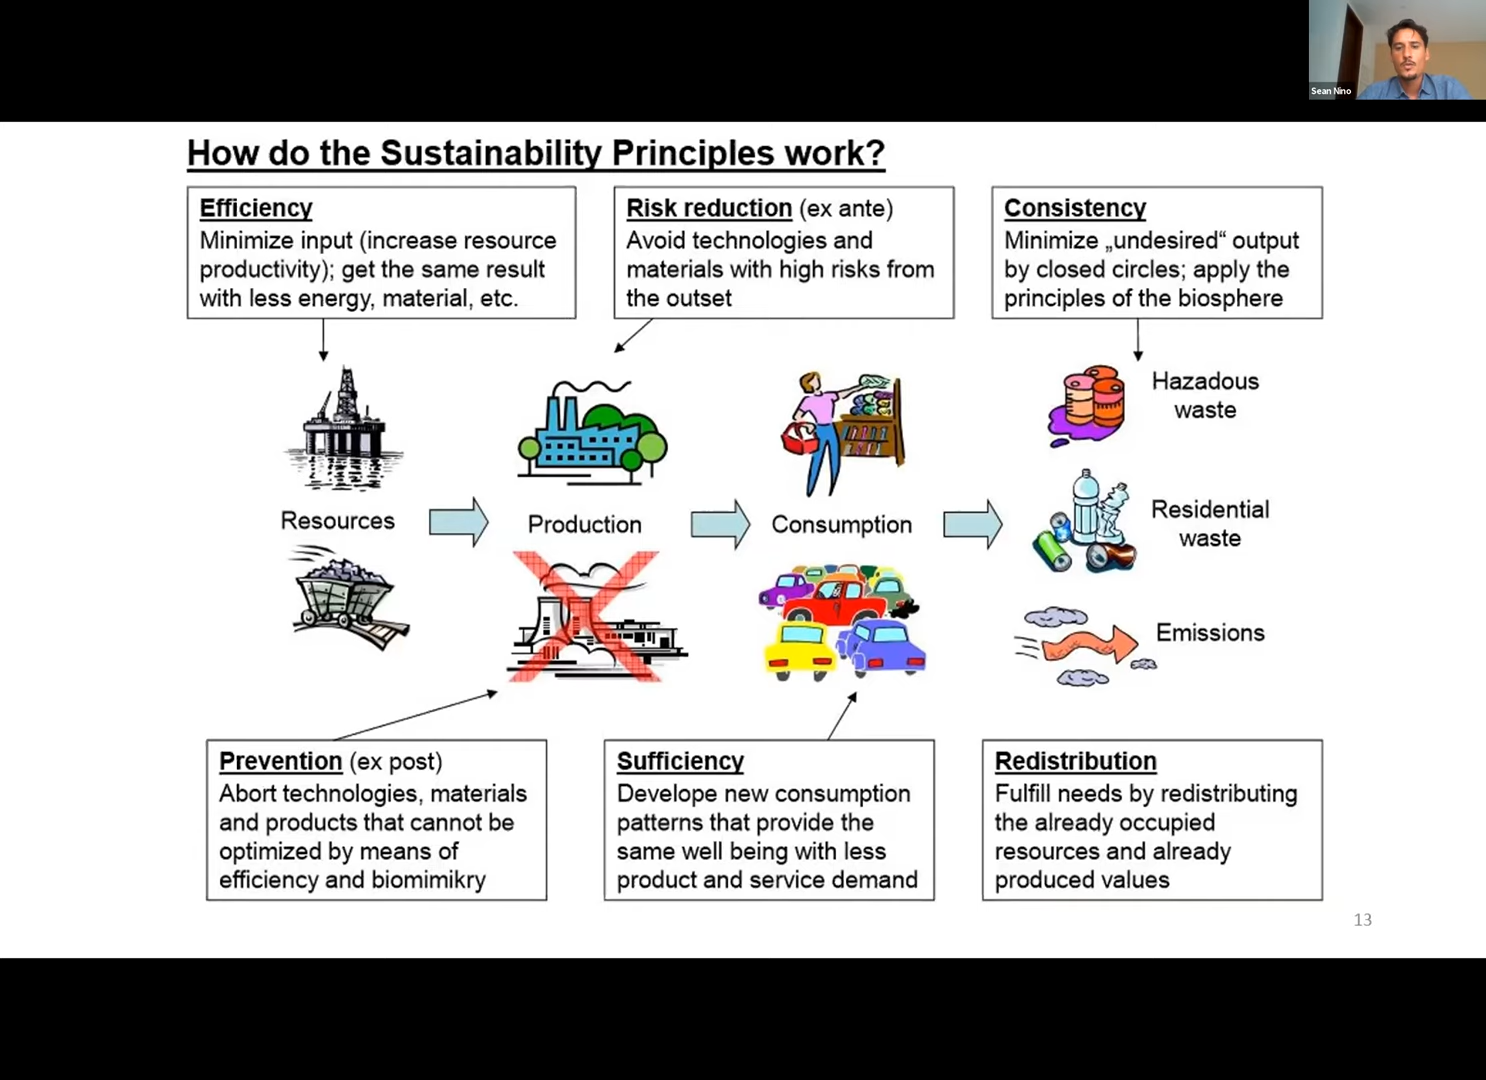 Sean Nino
How do the Sustainability Principles work?
Efficiency
Minimize input (increase resource
productivity); get the same result
with less energy, material, etc.
Risk reduction (ex ante)
Avoid technologies and
materials with high risks from
the outset
Consistency
Minimize „undesired“ output
by closed circles; apply the
principles of the biosphere
Resources
Production
Consumption
Hazadous
waste
Residential
waste
Emissions
Prevention (ex post)
Abort technologies, materials
and products that cannot be
optimized by means of
efficiency and biomimikry
Sufficiency
Develope new consumption
patterns that provide the
same well being with less
product and service demand
Redistribution
Fulfill needs by redistributing
the already occupied
resources and already
produced values
13